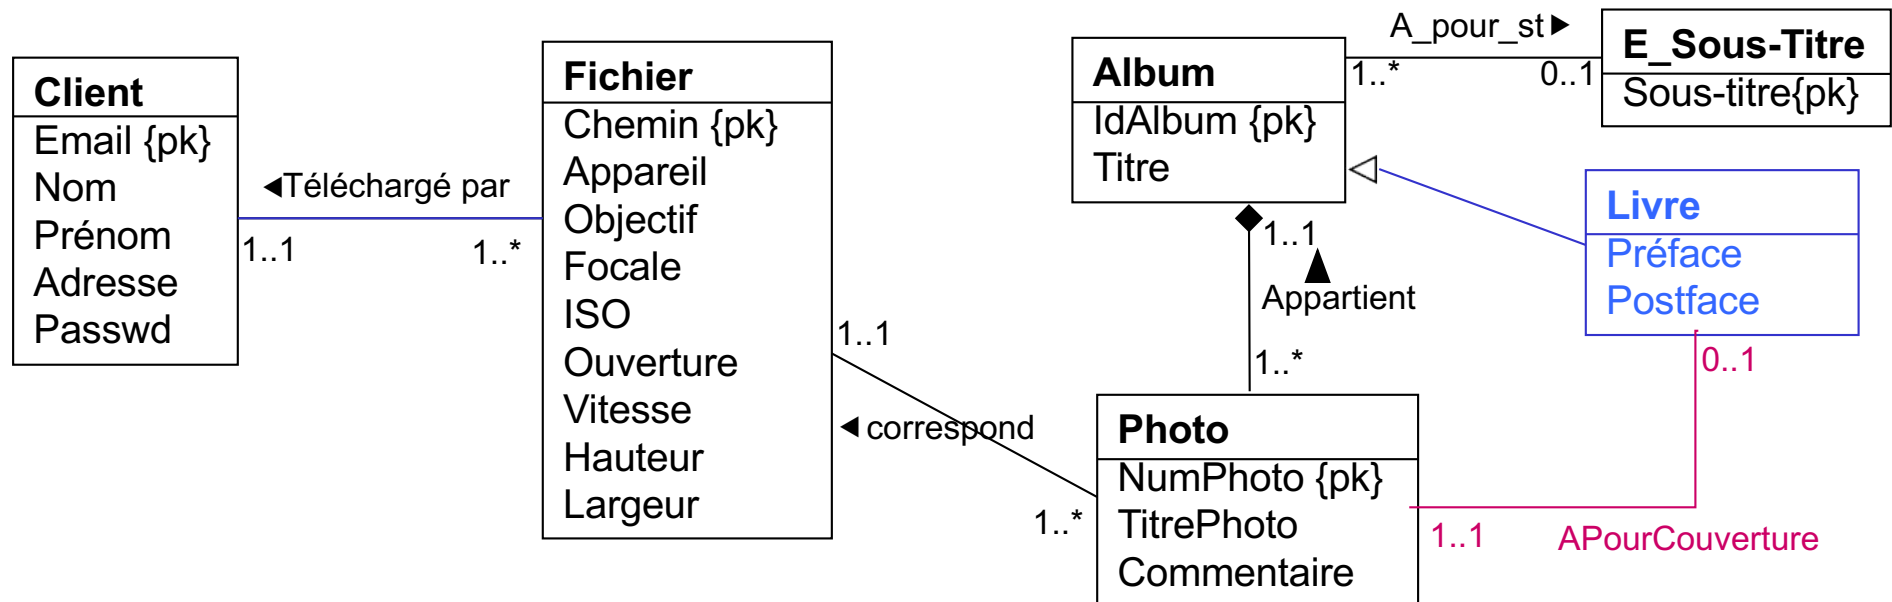 Client
Email {pk}
Nom
Prénom
Adresse
Passwd
◄Téléchargé par
1..1
1..*
Fichier
Chemin {pk}
Appareil
Objectif
Focale
ISO
Ouverture
Vitesse
Hauteur
Largeur
1..1
◄ correspond
1..*
Album
IdAlbum {pk}
Titre
A_pour_st►
1..*
0..1
E_Sous-Titre
Sous-titre{pk}
1..1
▲
Appartient
1..*
Livre
Préface
Postface
0..1
Photo
NumPhoto {pk}
TitrePhoto
Commentaire
1..1
APourCouverture